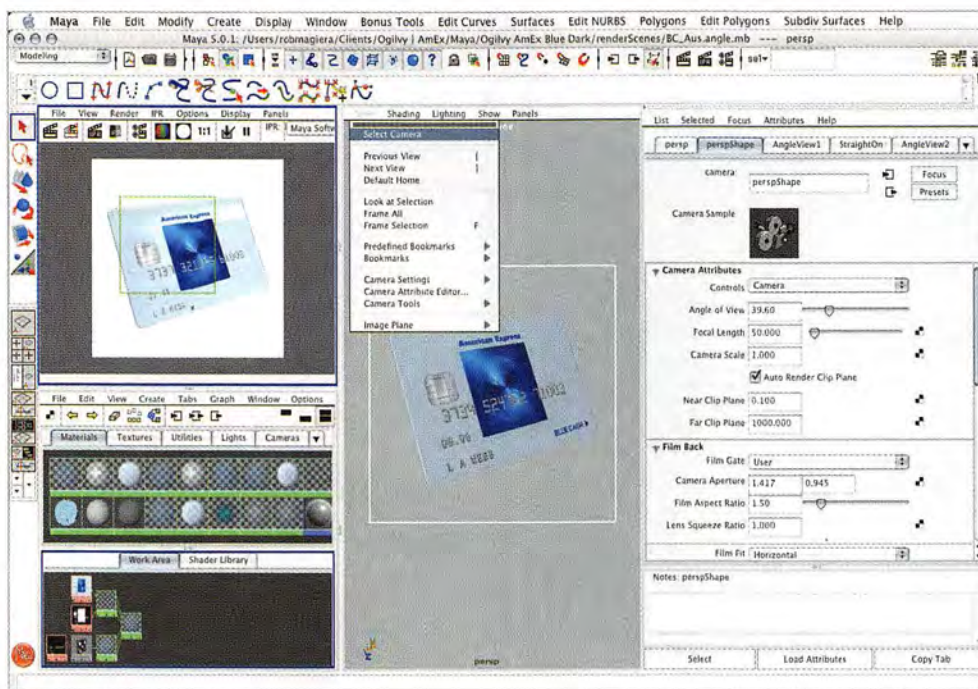 Maya File Edit Modify Create Display Window Bonus Tools Edit Curves Surfaces Edit NURBS Polygons Edit Polygons Subdiv Surfaces Help
Maya 5.0.1: /Users/robmagiera/Clients/Ogilvy | AmEx/Maya/Ogilvy AmEx Blue Dark/renderScenes/BC_Aus.angle.mb --- persp
Modeling
sel▾
File View Render IPR Options Display Panels
1:1
IPR:
Maya Softw
American Express
Shading Lighting Show Panels
Select Camera
Previous View [
Next View ]
Default Home
Look at Selection
Frame All
Frame Selection F
Predefined Bookmarks
Bookmarks
Camera Settings
Camera Attribute Editor...
Camera Tools
Image Plane
American Express
BLUE CASH
persp
File Edit View Create Tabs Graph Window Options
Materials Textures Utilities Lights Cameras
Work Area Shader Library
List Selected Focus Attributes Help
persp perspShape AngleView1 StraightOn AngleView2
camera: perspShape
Focus
Presets
Camera Sample
Camera Attributes
Controls Camera
Angle of View 39.60
Focal Length 50.000
Camera Scale 1.000
Auto Render Clip Plane
Near Clip Plane 0.100
Far Clip Plane 1000.000
Film Back
Film Gate User
Camera Aperture 1.417 0.945
Film Aspect Ratio 1.50
Lens Squeeze Ratio 1.000
Film Fit Horizontal
Notes: perspShape
Select Load Attributes Copy Tab